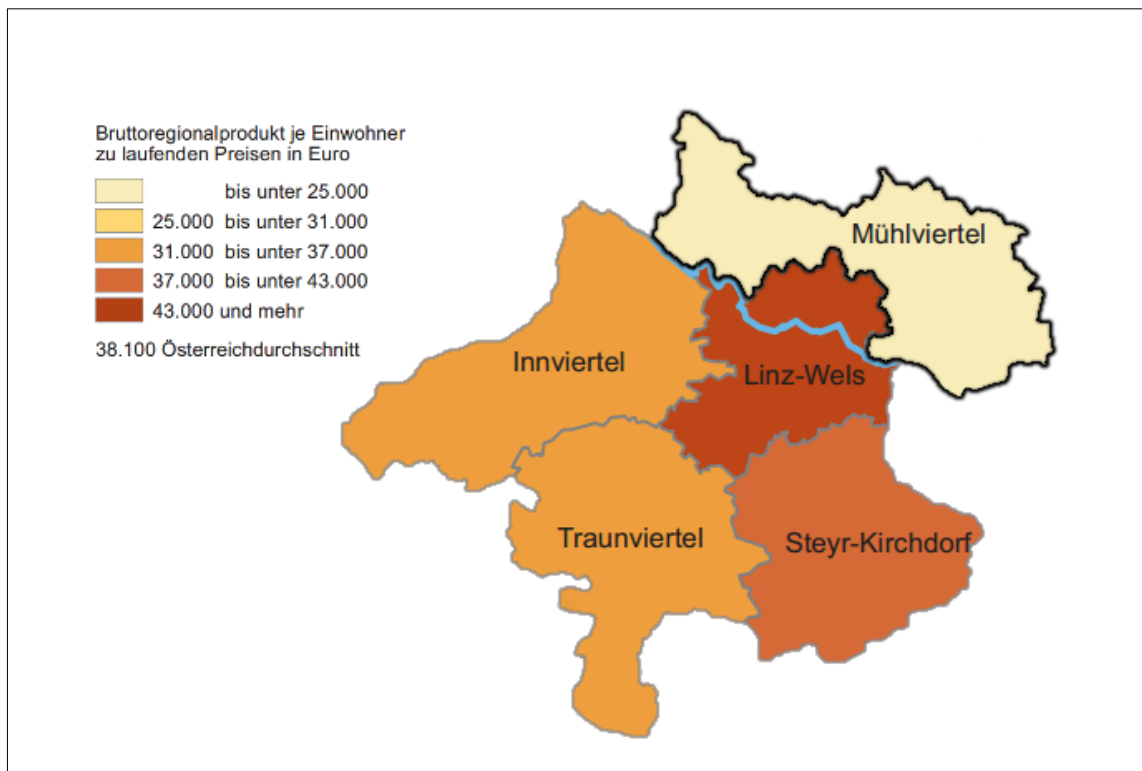 Bruttoregionalprodukt je Einwohner
zu laufenden Preisen in Euro
bis unter 25.000
25.000 bis unter 31.000
31.000 bis unter 37.000
37.000 bis unter 43.000
43.000 und mehr
38.100 Österreichdurchschnitt
Mühlviertel
Innviertel
Linz-Wels
Traunviertel
Steyr-Kirchdorf